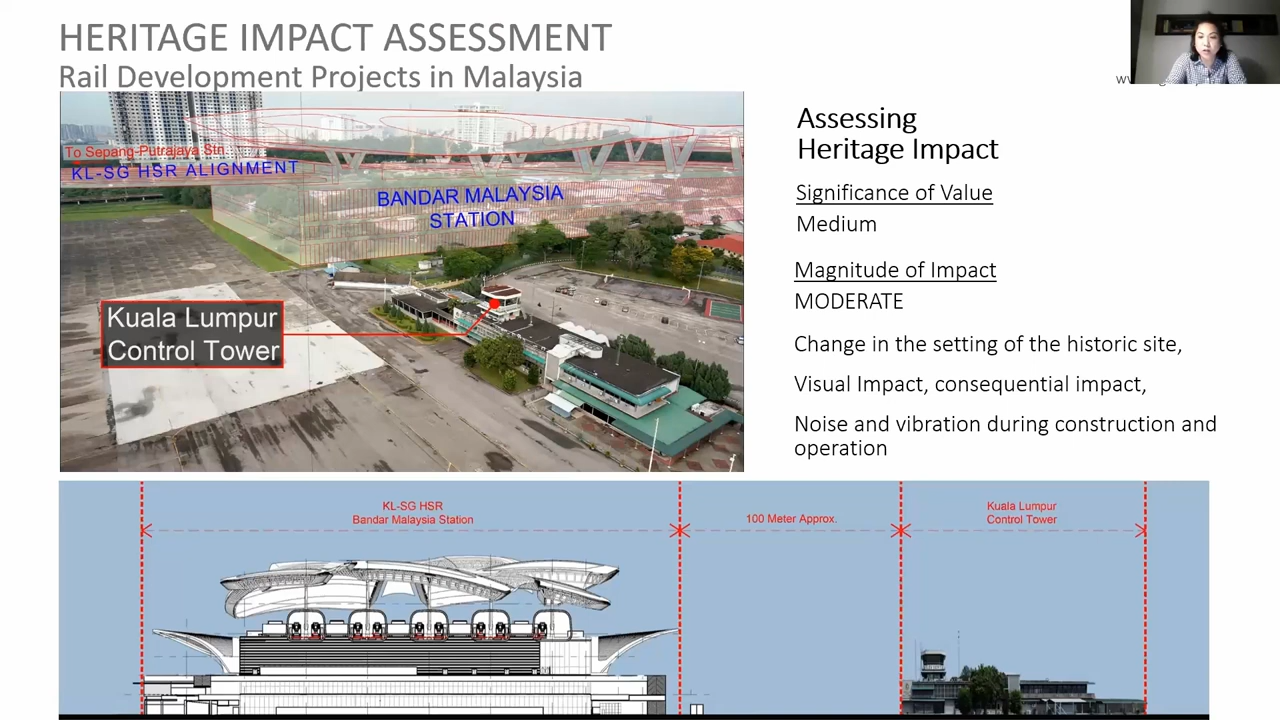 HERITAGE IMPACT ASSESSMENT
Rail Development Projects in Malaysia
To Sepang-Putrajaya Stn.
KL-SG HSR ALIGNMENT
BANDAR MALAYSIA
STATION
Kuala Lumpur
Control Tower
Assessing
Heritage Impact
Significance of Value
Medium
Magnitude of Impact
MODERATE
Change in the setting of the historic site,
Visual Impact, consequential impact,
Noise and vibration during construction and
operation
KL-SG HSR
Bandar Malaysia Station
100 Meter Approx.
Kuala Lumpur
Control Tower